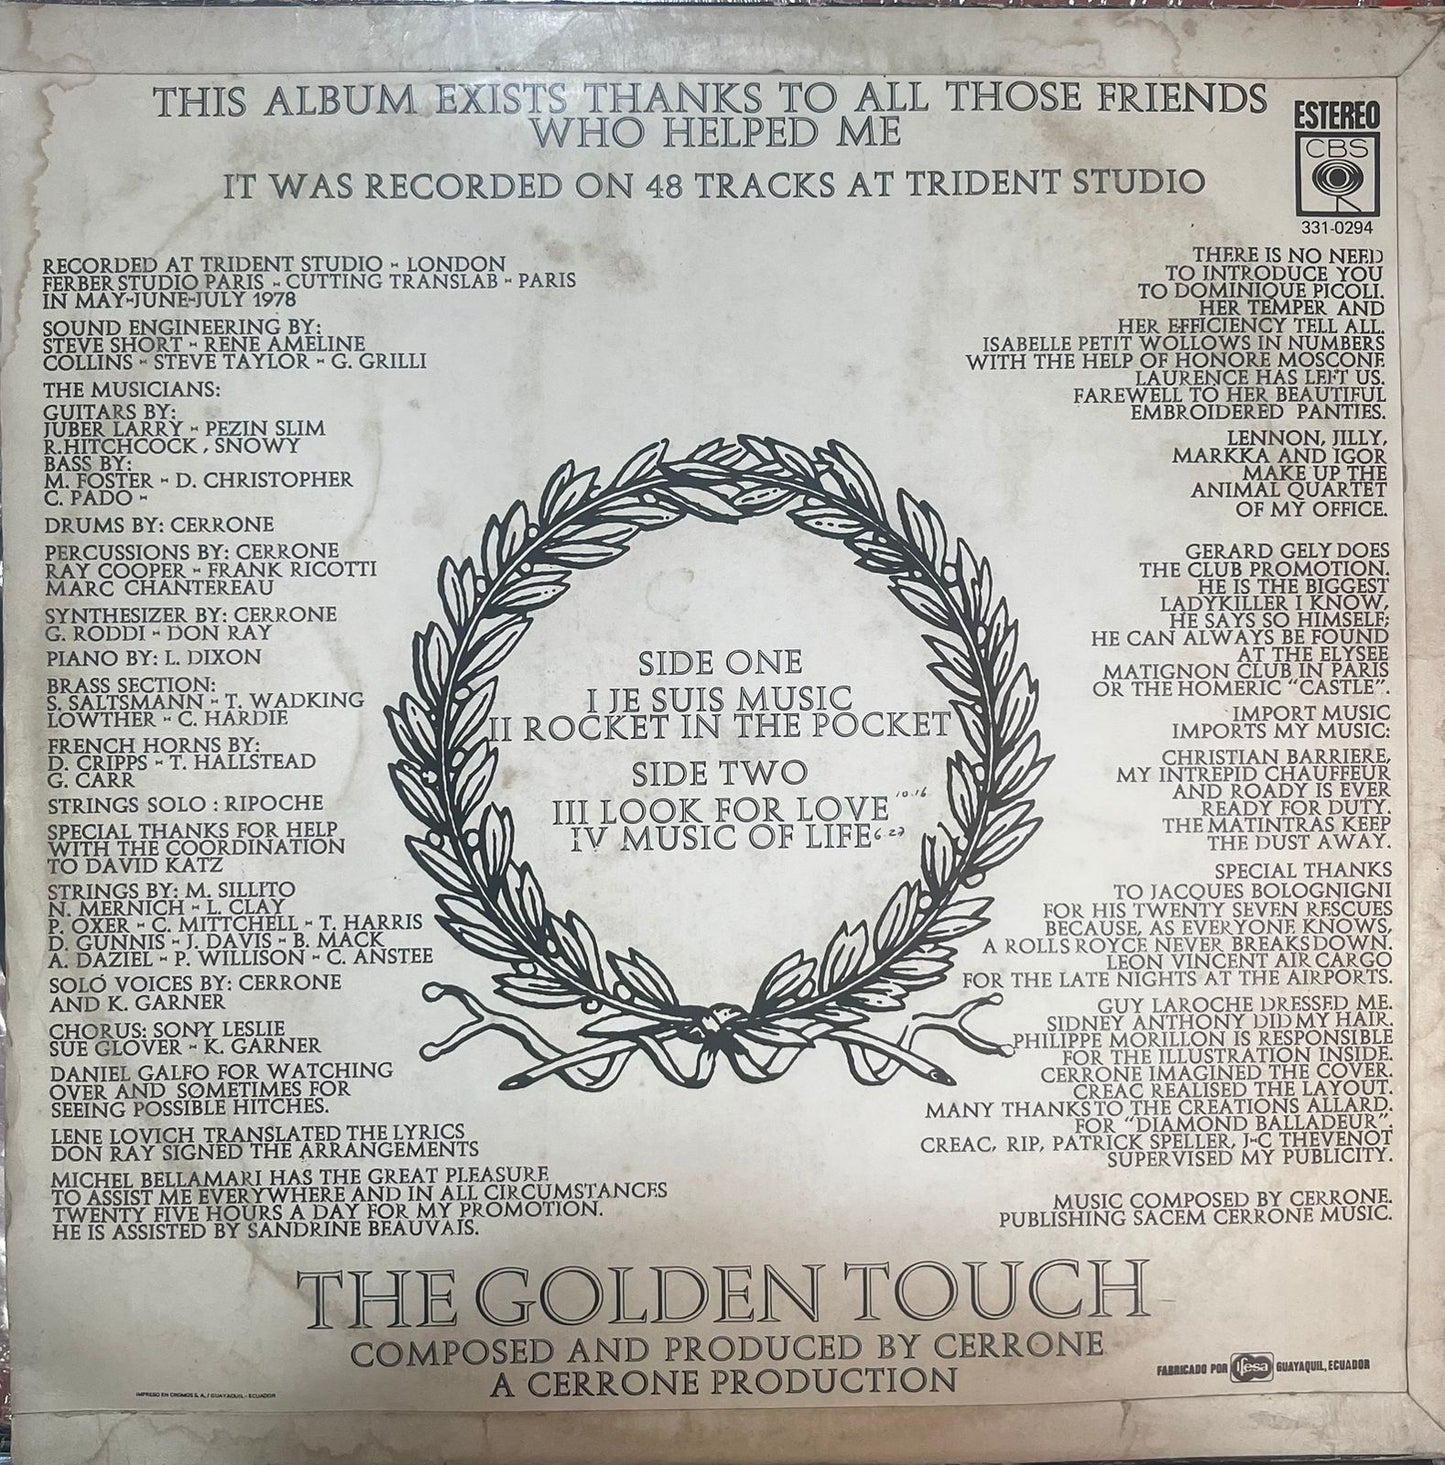 THIS ALBUM EXISTS THANKS TO ALL THOSE FRIENDS
WHO HELPED ME
IT WAS RECORDED ON 48 TRACKS AT TRIDENT STUDIO
ESTEREO
CBS
331-0294
RECORDED AT TRIDENT STUDIO - LONDON
FERBER STUDIO PARIS - CUTTING TRANSLAB - PARIS
IN MAY-JUNE-JULY 1978
SOUND ENGINEERING BY:
STEVE SHORT - RENE AMELINE
COLLINS - STEVE TAYLOR - G. GRILLI
THE MUSICIANS:
GUITARS BY:
JUBER LARRY - PEZIN SLIM
R.HITCHCOCK , SNOWY
BASS BY:
M. FOSTER - D. CHRISTOPHER
C. PADO -
DRUMS BY: CERRONE
PERCUSSIONS BY: CERRONE
RAY COOPER - FRANK RICOTTI
MARC CHANTEREAU
SYNTHESIZER BY: CERRONE
G. RODDI - DON RAY
PIANO BY: L. DIXON
BRASS SECTION:
S. SALTSMANN - T. WADKING
LOWTHER - C. HARDIE
FRENCH HORNS BY:
D. CRIPPS - T. HALLSTEAD
G. CARR
STRINGS SOLO : RIPOCHE
SPECIAL THANKS FOR HELP
WITH THE COORDINATION
TO DAVID KATZ
STRINGS BY: M. SILLITO
N. MERNICH - L. CLAY
P. OXER - C. MITTCHELL - T. HARRIS
D. GUNNIS - J. DAVIS - B. MACK
A. DAZIEL - P. WILLISON - C. ANSTEE
SOLO VOICES BY: CERRONE
AND K. GARNER
CHORUS: SONY LESLIE
SUE GLOVER - K. GARNER
DANIEL GALFO FOR WATCHING
OVER AND SOMETIMES FOR
SEEING POSSIBLE HITCHES.
LENE LOVICH TRANSLATED THE LYRICS
DON RAY SIGNED THE ARRANGEMENTS
MICHEL BELLAMARI HAS THE GREAT PLEASURE
TO ASSIST ME EVERYWHERE AND IN ALL CIRCUMSTANCES
TWENTY FIVE HOURS A DAY FOR MY PROMOTION.
HE IS ASSISTED BY SANDRINE BEAUVAIS.
SIDE ONE
I JE SUIS MUSIC
II ROCKET IN THE POCKET
SIDE TWO
III LOOK FOR LOVE 10.16
IV MUSIC OF LIFE 6.27
THERE IS NO NEED
TO INTRODUCE YOU
TO DOMINIQUE PICOLI.
HER TEMPER AND
HER EFFICIENCY TELL ALL.
ISABELLE PETIT WOLLOWS IN NUMBERS
WITH THE HELP OF HONORE MOSCONE
LAURENCE HAS LEFT US.
FAREWELL TO HER BEAUTIFUL
EMBROIDERED PANTIES.
LENNON, JILLY,
MARKKA AND IGOR
MAKE UP THE
ANIMAL QUARTET
OF MY OFFICE.
GERARD GELY DOES
THE CLUB PROMOTION.
HE IS THE BIGGEST
LADYKILLER I KNOW,
HE SAYS SO HIMSELF;
HE CAN ALWAYS BE FOUND
AT THE ELYSEE
MATIGNON CLUB IN PARIS
OR THE HOMERIC "CASTLE".
IMPORT MUSIC
IMPORTS MY MUSIC:
CHRISTIAN BARRIERE,
MY INTREPID CHAUFFEUR
AND ROADY IS EVER
READY FOR DUTY.
THE MATINTRAS KEEP
THE DUST AWAY.
SPECIAL THANKS
TO JACQUES BOLOGNIGNI
FOR HIS TWENTY SEVEN RESCUES
BECAUSE, AS EVERYONE KNOWS,
A ROLLS ROYCE NEVER BREAKS DOWN.
LEON VINCENT AIR CARGO
FOR THE LATE NIGHTS AT THE AIRPORTS.
GUY LAROCHE DRESSED ME.
SIDNEY ANTHONY DID MY HAIR.
PHILIPPE MORILLON IS RESPONSIBLE
FOR THE ILLUSTRATION INSIDE.
CERRONE IMAGINED THE COVER.
CREAC REALISED THE LAYOUT.
MANY THANKS TO THE CREATIONS ALLARD.
FOR "DIAMOND BALLADEUR".
CREAC, RIP, PATRICK SPELLER, J-C THEVENOT
SUPERVISED MY PUBLICITY.
MUSIC COMPOSED BY CERRONE.
PUBLISHING SACEM CERRONE MUSIC.
THE GOLDEN TOUCH
COMPOSED AND PRODUCED BY CERRONE
A CERRONE PRODUCTION
IMPRESO EN CROMOS S.A. / GUAYAQUIL - ECUADOR
FABRICADO POR ifesa GUAYAQUIL, ECUADOR